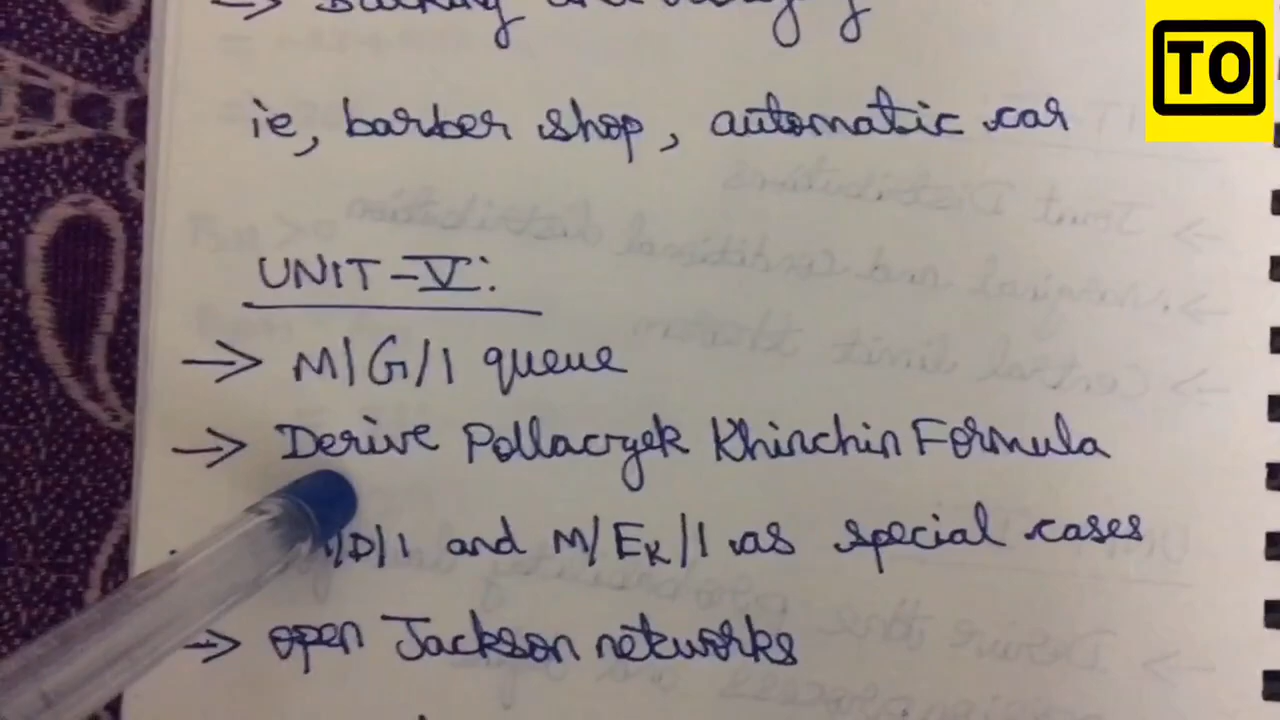 TO
ie, barber shop, automatic car
UNIT-V:
→ M/G/1 queue
→ Derive Pollaczek Khinchin Formula
/D/1 and M/EK/1 as special cases
→ open Jackson networks